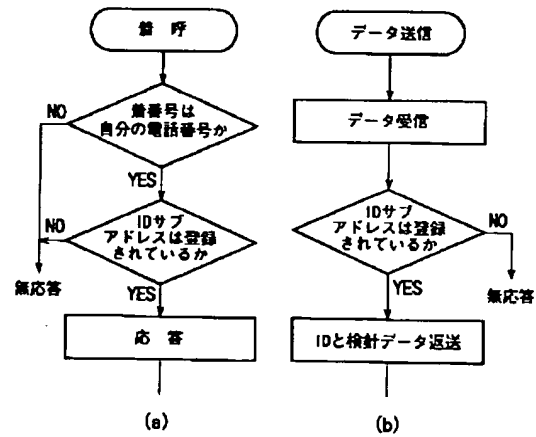 着 呼
着番号は
自分の電話番号か
NO
YES
IDサブ
アドレスは登録
されているか
NO
無応答
YES
応 答
(a)
データ送信
データ受信
IDサブ
アドレスは登録
されているか
NO
YES
無応答
IDと検針データ返送
(b)